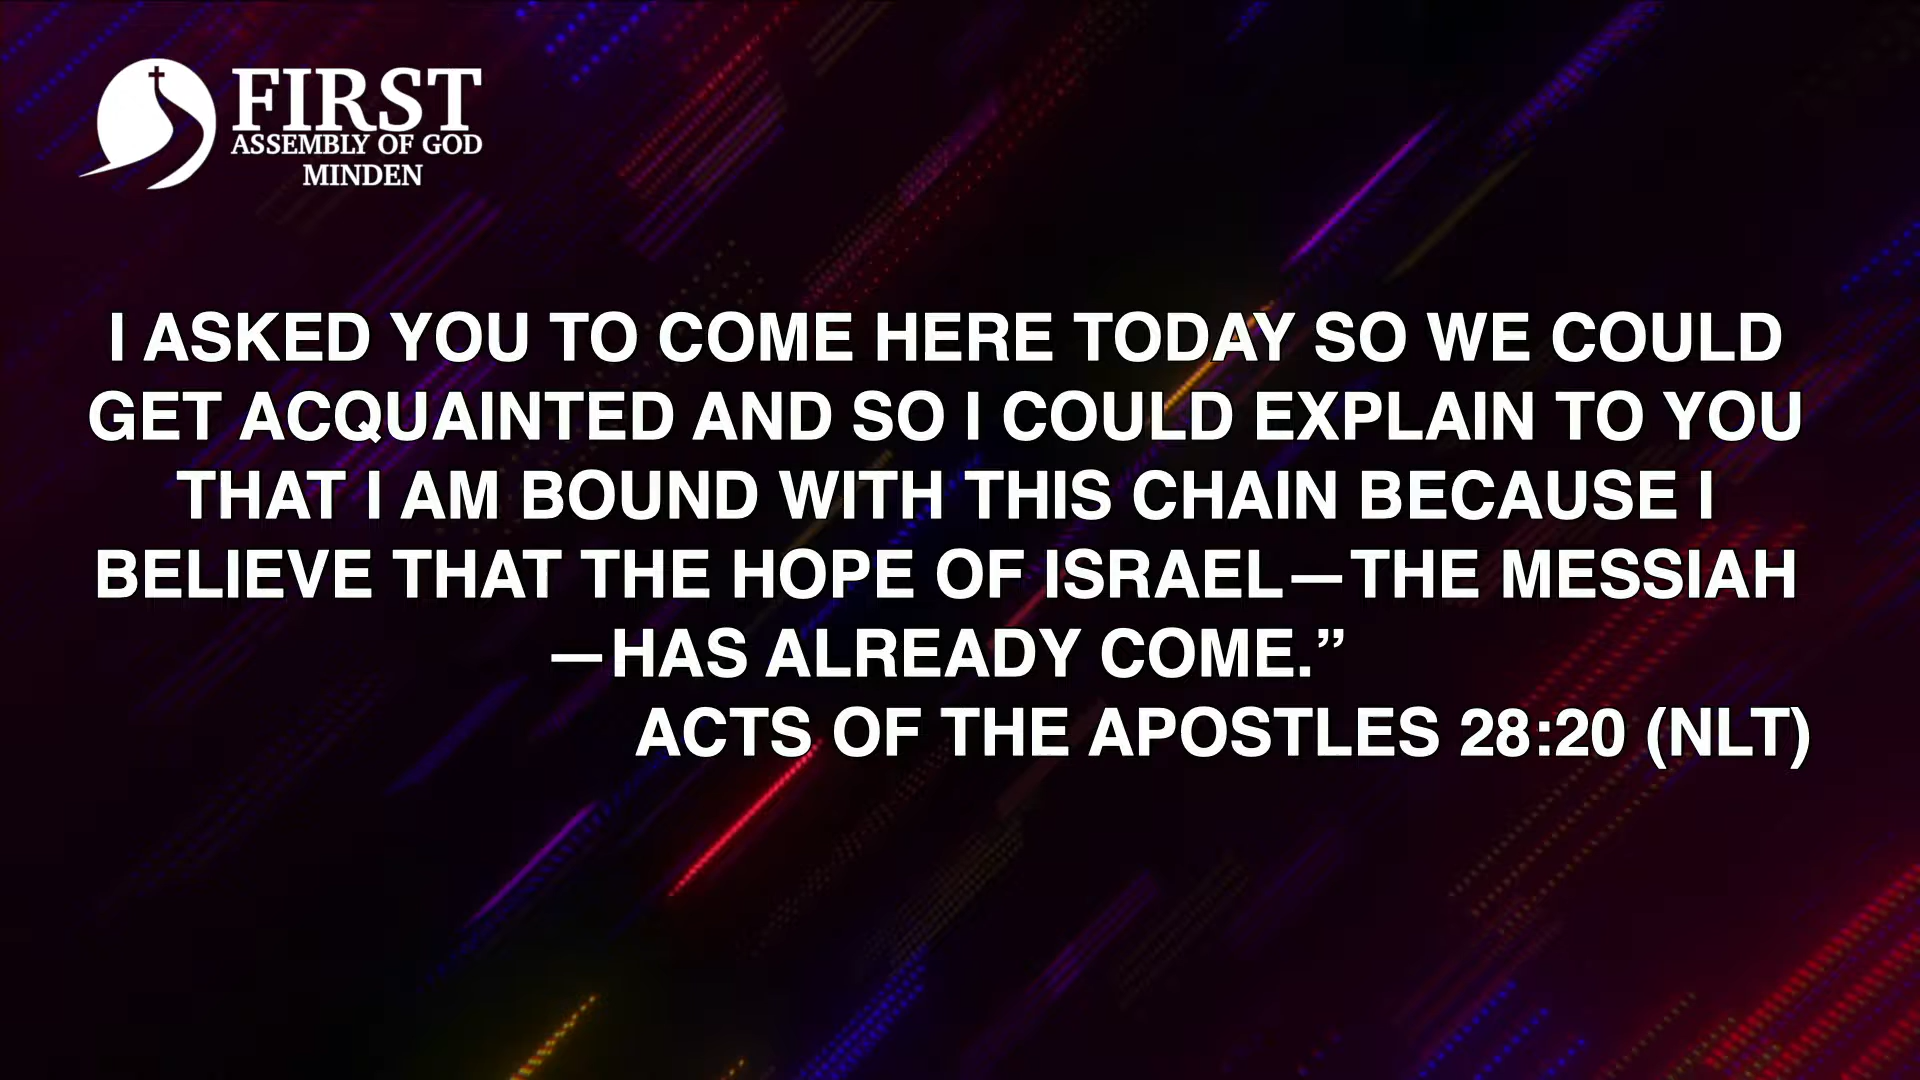 FIRST
ASSEMBLY OF GOD
MINDEN
I ASKED YOU TO COME HERE TODAY SO WE COULD
GET ACQUAINTED AND SO I COULD EXPLAIN TO YOU
THAT I AM BOUND WITH THIS CHAIN BECAUSE I
BELIEVE THAT THE HOPE OF ISRAEL—THE MESSIAH
—HAS ALREADY COME.”
ACTS OF THE APOSTLES 28:20 (NLT)